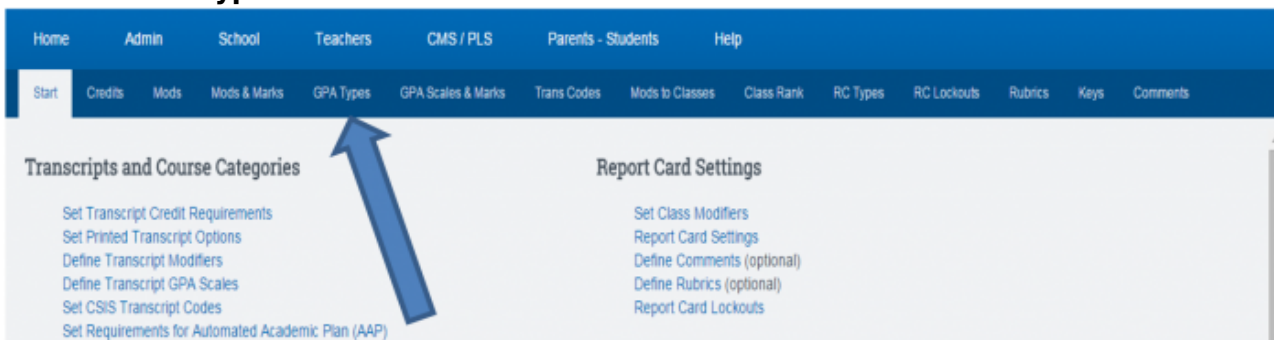 Home Admin School Teachers CMS / PLS Parents - Students Help
Start Credits Mods Mods & Marks GPA Types GPA Scales & Marks Trans Codes Mods to Classes Class Rank RC Types RC Lockouts Rubrics Keys Comments
Transcripts and Course Categories
Set Transcript Credit Requirements
Set Printed Transcript Options
Define Transcript Modifiers
Define Transcript GPA Scales
Set CSIS Transcript Codes
Set Requirements for Automated Academic Plan (AAP)
Report Card Settings
Set Class Modifiers
Report Card Settings
Define Comments (optional)
Define Rubrics (optional)
Report Card Lockouts